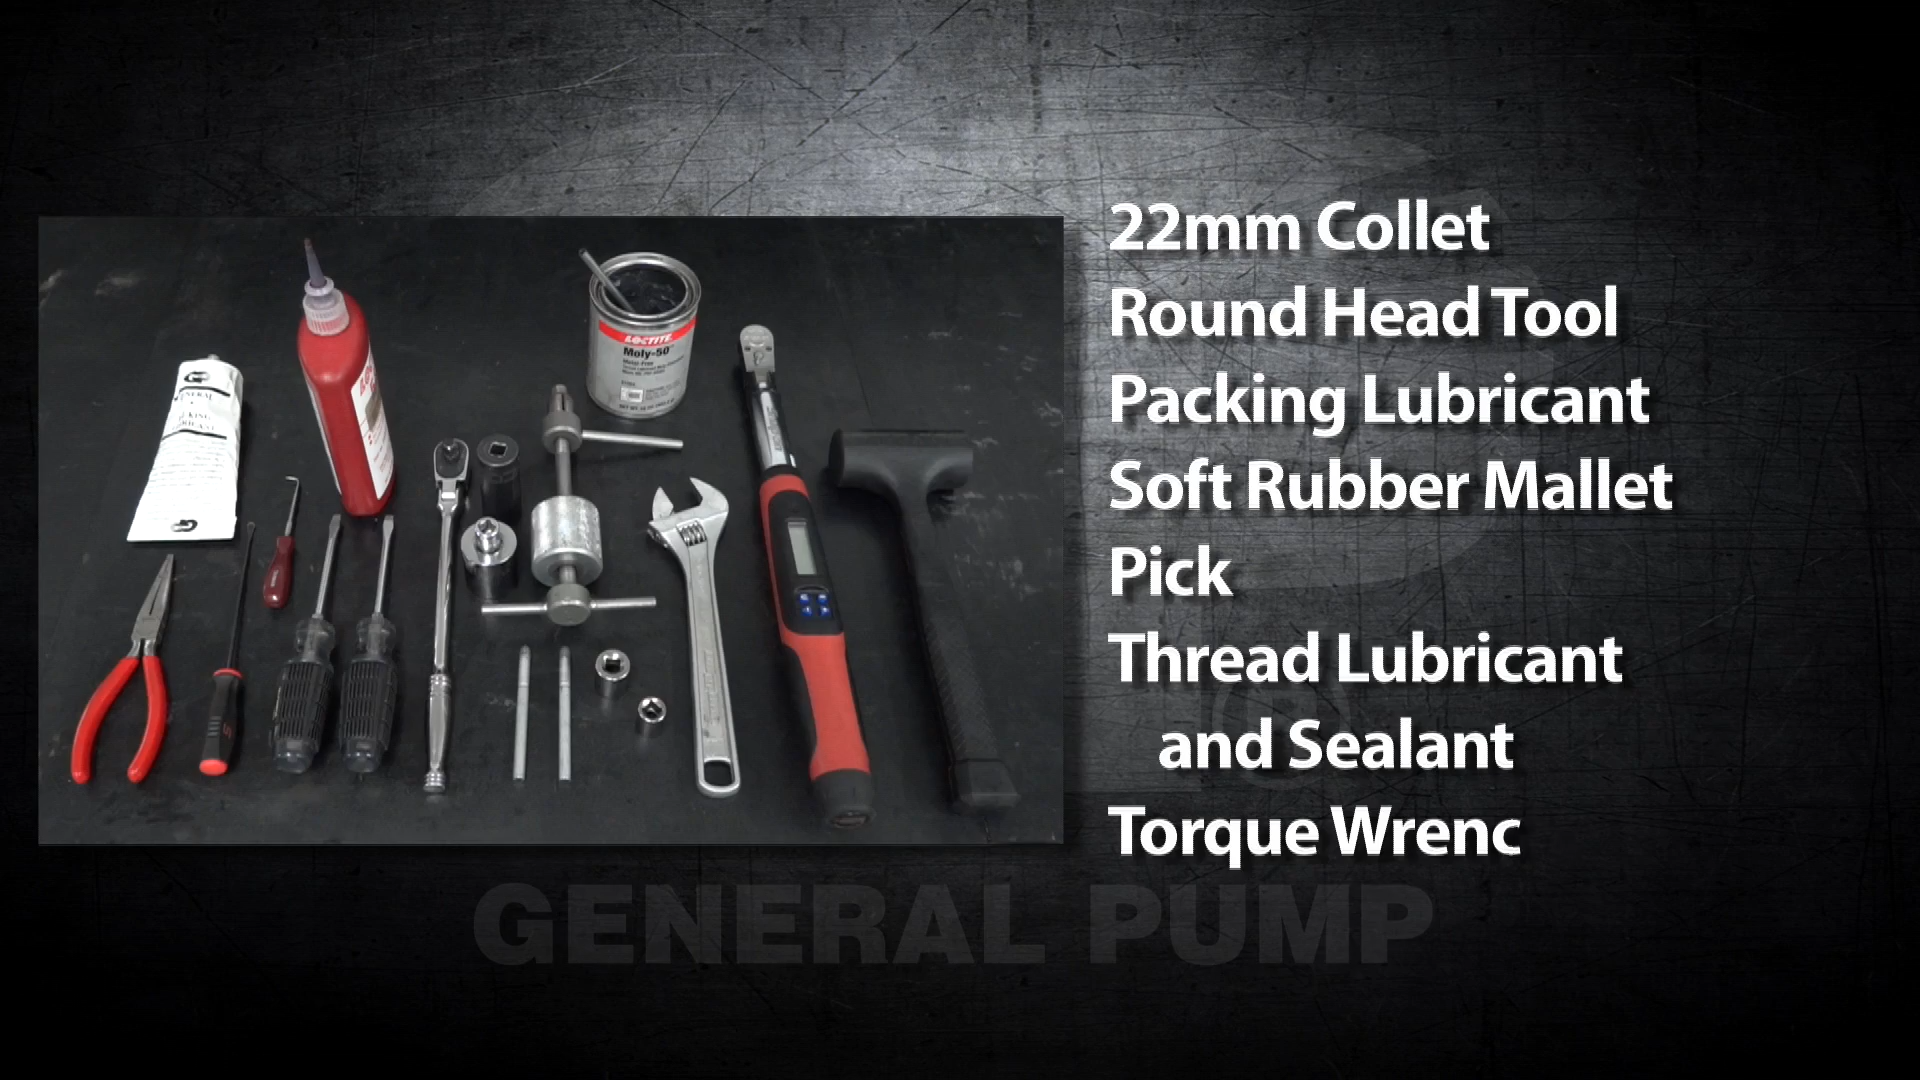 22mm Collet
Round Head Tool
Packing Lubricant
Soft Rubber Mallet
Pick
Thread Lubricant
and Sealant
Torque Wrenc
LOCTITE
Moly-50
GENERAL PUMP